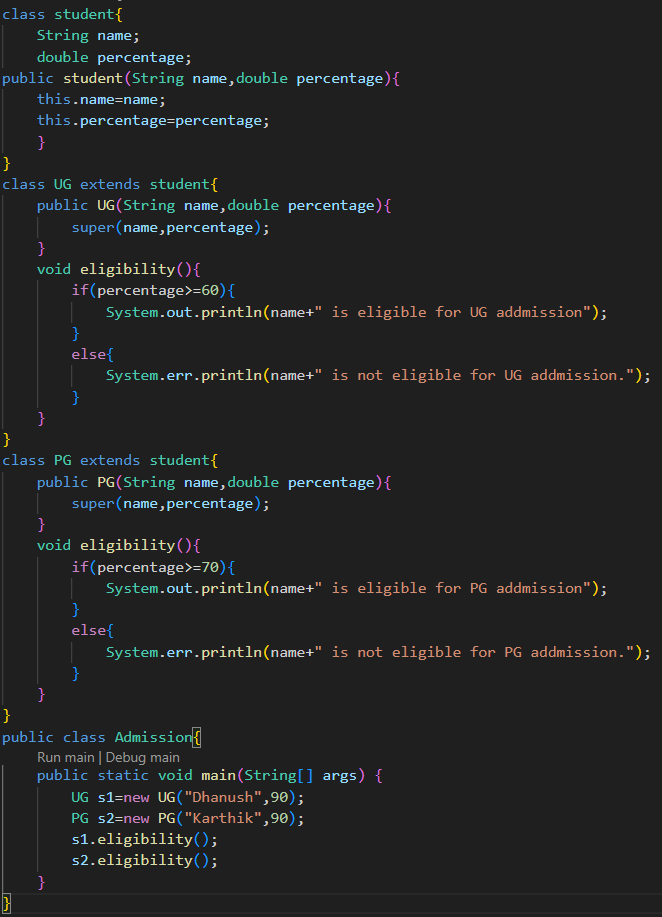 class student{
    String name;
    double percentage;
public student(String name,double percentage){
    this.name=name;
    this.percentage=percentage;
    }
}
class UG extends student{
    public UG(String name,double percentage){
        super(name,percentage);
    }
    void eligibility(){
        if(percentage>=60){
            System.out.println(name+" is eligible for UG addmission");
        }
        else{
            System.err.println(name+" is not eligible for UG addmission.");
        }
    }
}
class PG extends student{
    public PG(String name,double percentage){
        super(name,percentage);
    }
    void eligibility(){
        if(percentage>=70){
            System.out.println(name+" is eligible for PG addmission");
        }
        else{
            System.err.println(name+" is not eligible for PG addmission.");
        }
    }
}
public class Admission{
    Run main | Debug main
    public static void main(String[] args) {
        UG s1=new UG("Dhanush",90);
        PG s2=new PG("Karthik",90);
        s1.eligibility();
        s2.eligibility();
    }
}